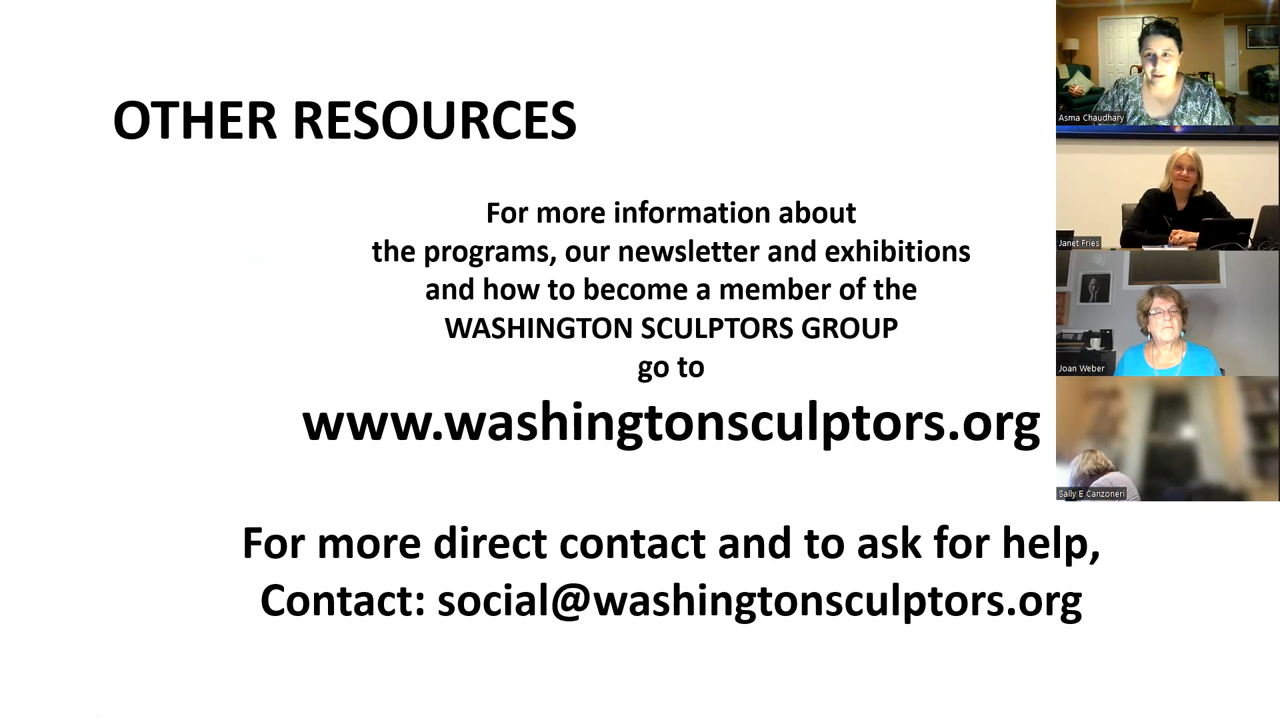 OTHER RESOURCES
For more information about
the programs, our newsletter and exhibitions
and how to become a member of the
WASHINGTON SCULPTORS GROUP
go to
www.washingtonsculptors.org
For more direct contact and to ask for help,
Contact: social@washingtonsculptors.org
Asma Chaudhary
Janet Fries
Joan Weber
Sally E Canzoneri